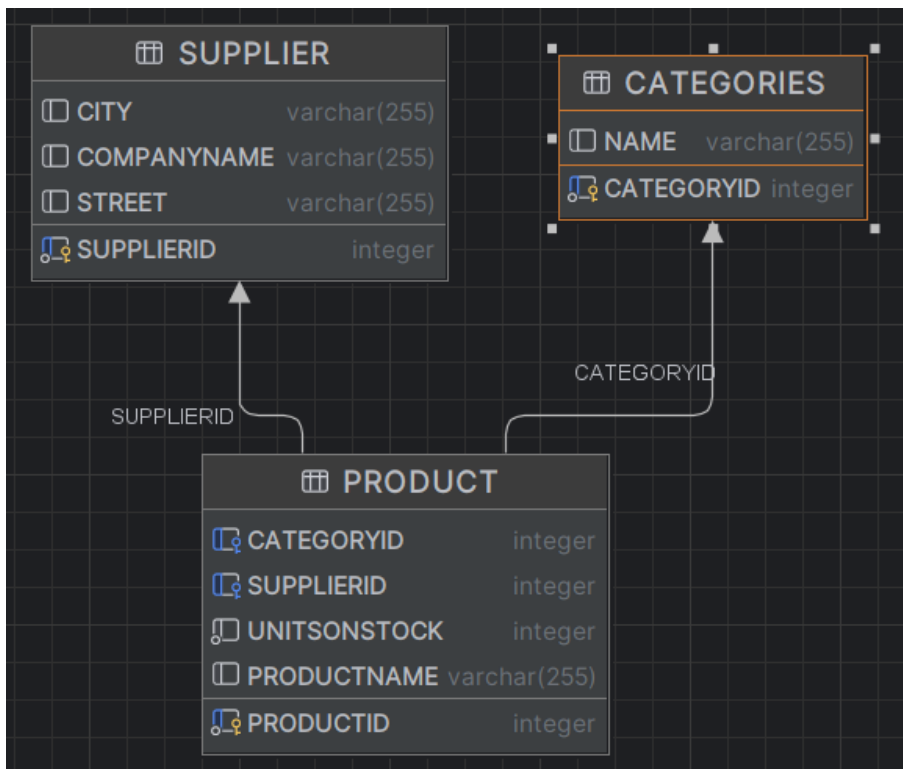 SUPPLIER
CITY varchar(255)
COMPANYNAME varchar(255)
STREET varchar(255)
SUPPLIERID integer
CATEGORIES
NAME varchar(255)
CATEGORYID integer
CATEGORYID
SUPPLIERID
PRODUCT
CATEGORYID integer
SUPPLIERID integer
UNITSONSTOCK integer
PRODUCTNAME varchar(255)
PRODUCTID integer